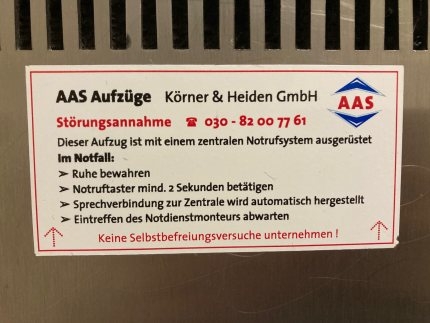 AAS Aufzüge Körner & Heiden GmbH
AAS
Störungsannahme ☎ 030 - 82 00 77 61
Dieser Aufzug ist mit einem zentralen Notrufsystem ausgerüstet
Im Notfall:
➢ Ruhe bewahren
➢ Notruftaster mind. 2 Sekunden betätigen
➢ Sprechverbindung zur Zentrale wird automatisch hergestellt
➢ Eintreffen des Notdienstmonteurs abwarten
Keine Selbstbefreiungsversuche unternehmen !